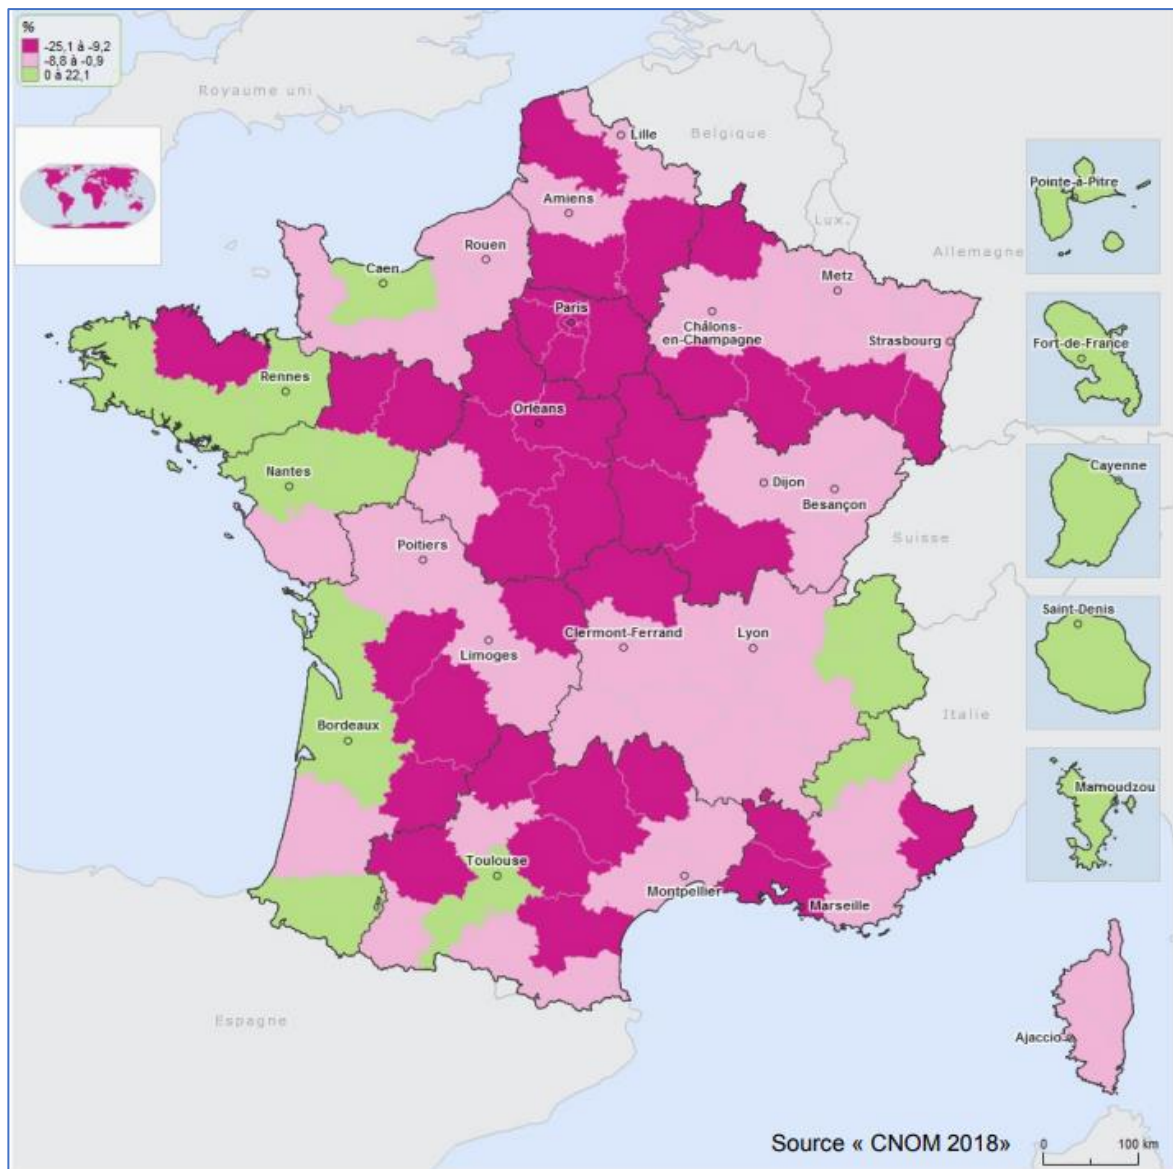 %
-25,1 à -9,2
-8,8 à -0,9
0 à 22,1
Royaume uni
Belgique
Lille
Lux.
Allemagne
Amiens
Rouen
Caen
Metz
Paris
Châlons-
en-Champagne
Strasbourg
Rennes
Orléans
Nantes
Dijon
Besançon
Suisse
Poitiers
Clermont-Ferrand
Lyon
Limoges
Italie
Bordeaux
Toulouse
Montpellier
Marseille
Espagne
Pointe-à-Pitre
Fort-de-France
Cayenne
Saint-Denis
Mamoudzou
Ajaccio
Source « CNOM 2018»
0 100 km